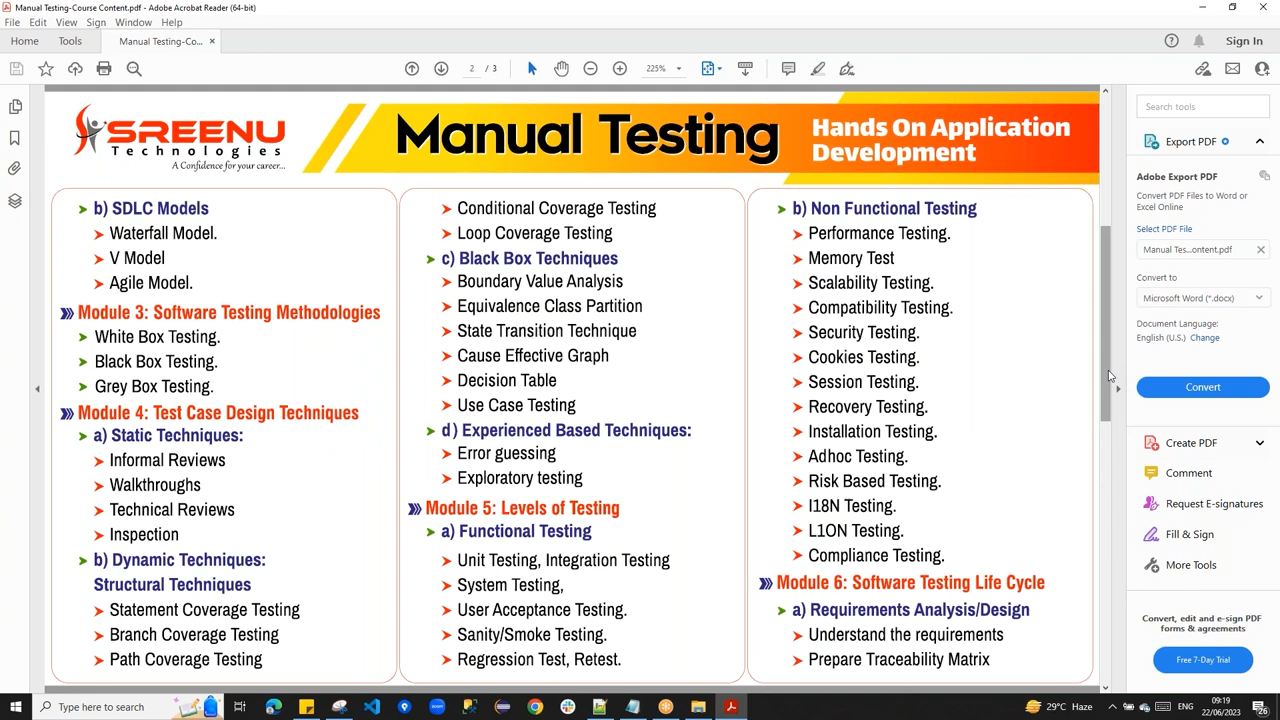 Manual Testing-Course Content.pdf - Adobe Acrobat Reader (64-bit)
File Edit View Sign Window Help
Home Tools Manual Testing-Co... × Sign In
2 / 3 225%
SREENU
Technologies
A Confidence for your career...
Manual Testing
Hands On Application
Development
b) SDLC Models
Waterfall Model.
V Model
Agile Model.
Module 3: Software Testing Methodologies
White Box Testing.
Black Box Testing.
Grey Box Testing.
Module 4: Test Case Design Techniques
a) Static Techniques:
Informal Reviews
Walkthroughs
Technical Reviews
Inspection
b) Dynamic Techniques:
Structural Techniques
Statement Coverage Testing
Branch Coverage Testing
Path Coverage Testing
Conditional Coverage Testing
Loop Coverage Testing
c) Black Box Techniques
Boundary Value Analysis
Equivalence Class Partition
State Transition Technique
Cause Effective Graph
Decision Table
Use Case Testing
d) Experienced Based Techniques:
Error guessing
Exploratory testing
Module 5: Levels of Testing
a) Functional Testing
Unit Testing, Integration Testing
System Testing,
User Acceptance Testing.
Sanity/Smoke Testing.
Regression Test, Retest.
b) Non Functional Testing
Performance Testing.
Memory Test
Scalability Testing.
Compatibility Testing.
Security Testing.
Cookies Testing.
Session Testing.
Recovery Testing.
Installation Testing.
Adhoc Testing.
Risk Based Testing.
I18N Testing.
L1ON Testing.
Compliance Testing.
Module 6: Software Testing Life Cycle
a) Requirements Analysis/Design
Understand the requirements
Prepare Traceability Matrix
Search tools
Export PDF
Adobe Export PDF
Convert PDF Files to Word or
Excel Online
Select PDF File
Manual Tes...ontent.pdf
Convert to
Microsoft Word (*.docx)
Document Language:
English (U.S.) Change
Convert
Create PDF
Comment
Request E-signatures
Fill & Sign
More Tools
Convert, edit and e-sign PDF
forms & agreements
Free 7-Day Trial
Type here to search
29°C Haze
ENG
09:19
22/06/2023
26